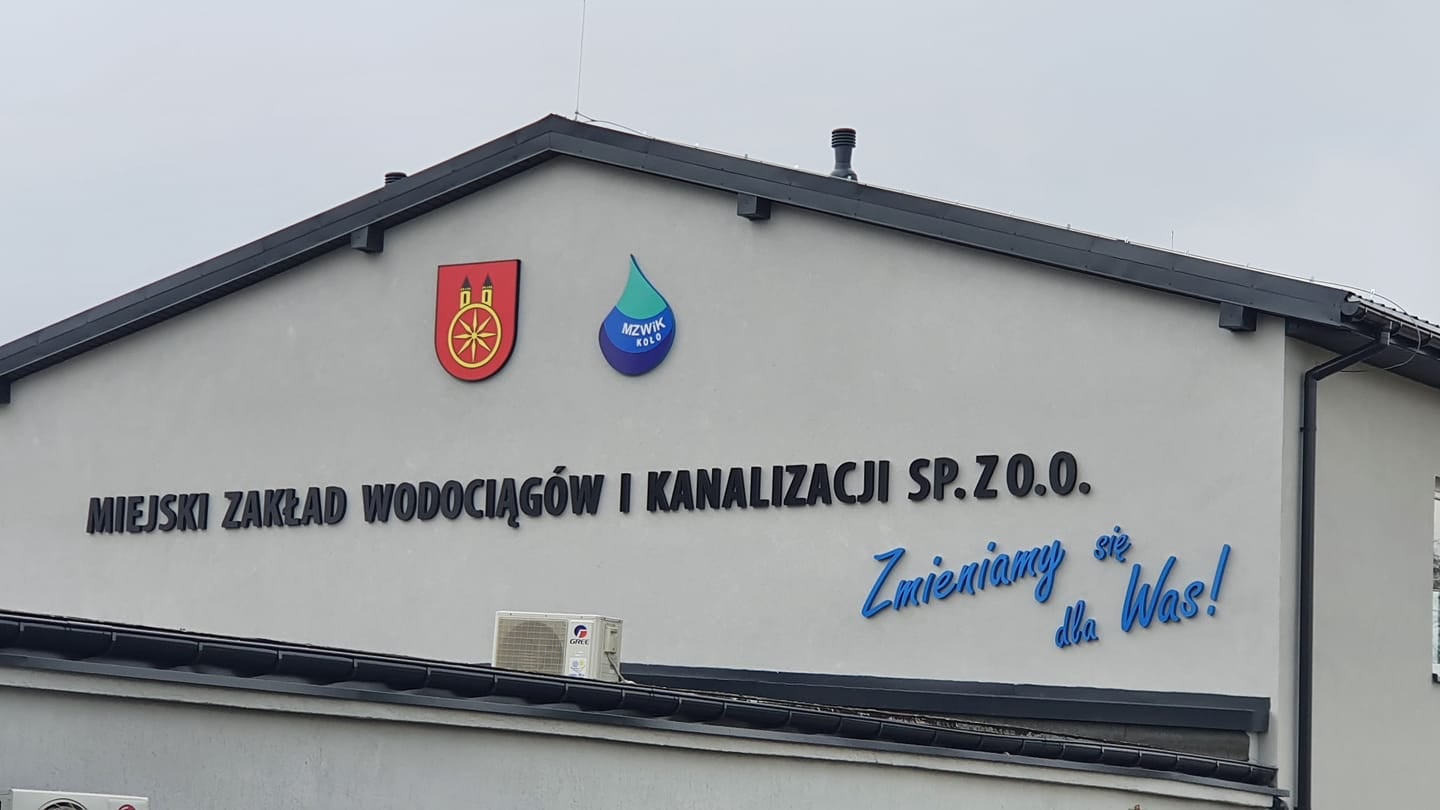 MZWiK
KOŁO
MIEJSKI ZAKŁAD WODOCIĄGÓW I KANALIZACJI SP. Z O.O.
Zmieniamy się
dla Was!
GREE